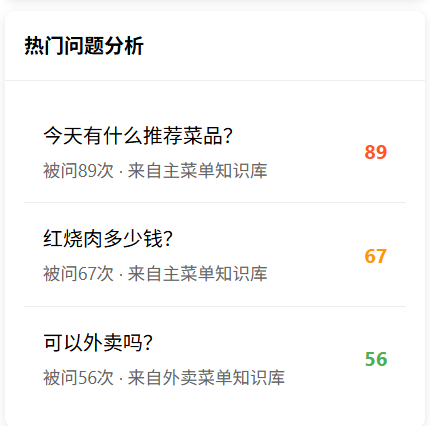 热门问题分析
今天有什么推荐菜品?
被问89次 · 来自主菜单知识库
89
红烧肉多少钱?
被问67次 · 来自主菜单知识库
67
可以外卖吗?
被问56次 · 来自外卖菜单知识库
56